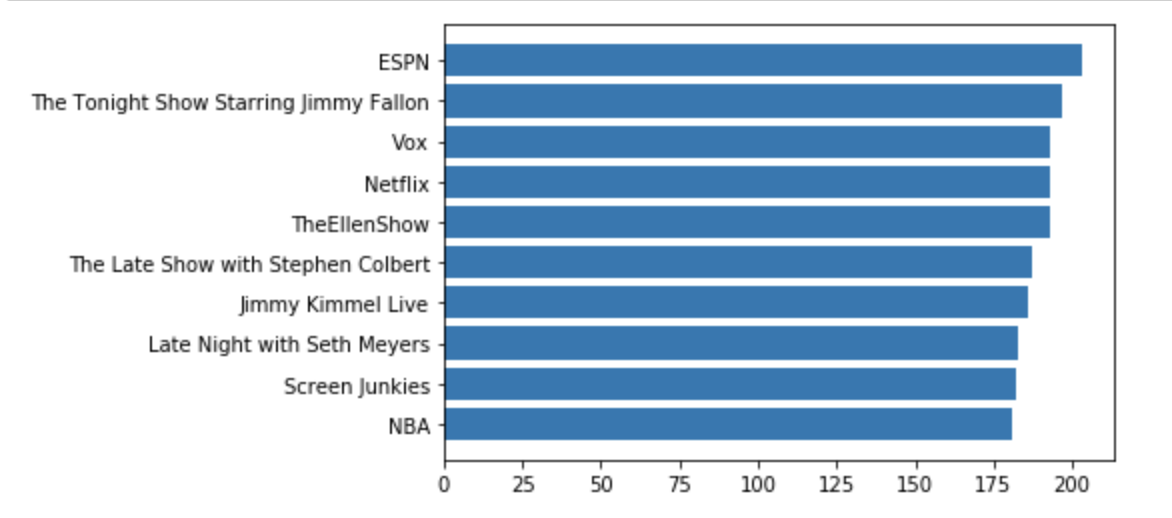 ESPN
The Tonight Show Starring Jimmy Fallon
Vox
Netflix
TheEllenShow
The Late Show with Stephen Colbert
Jimmy Kimmel Live
Late Night with Seth Meyers
Screen Junkies
NBA
0 25 50 75 100 125 150 175 200